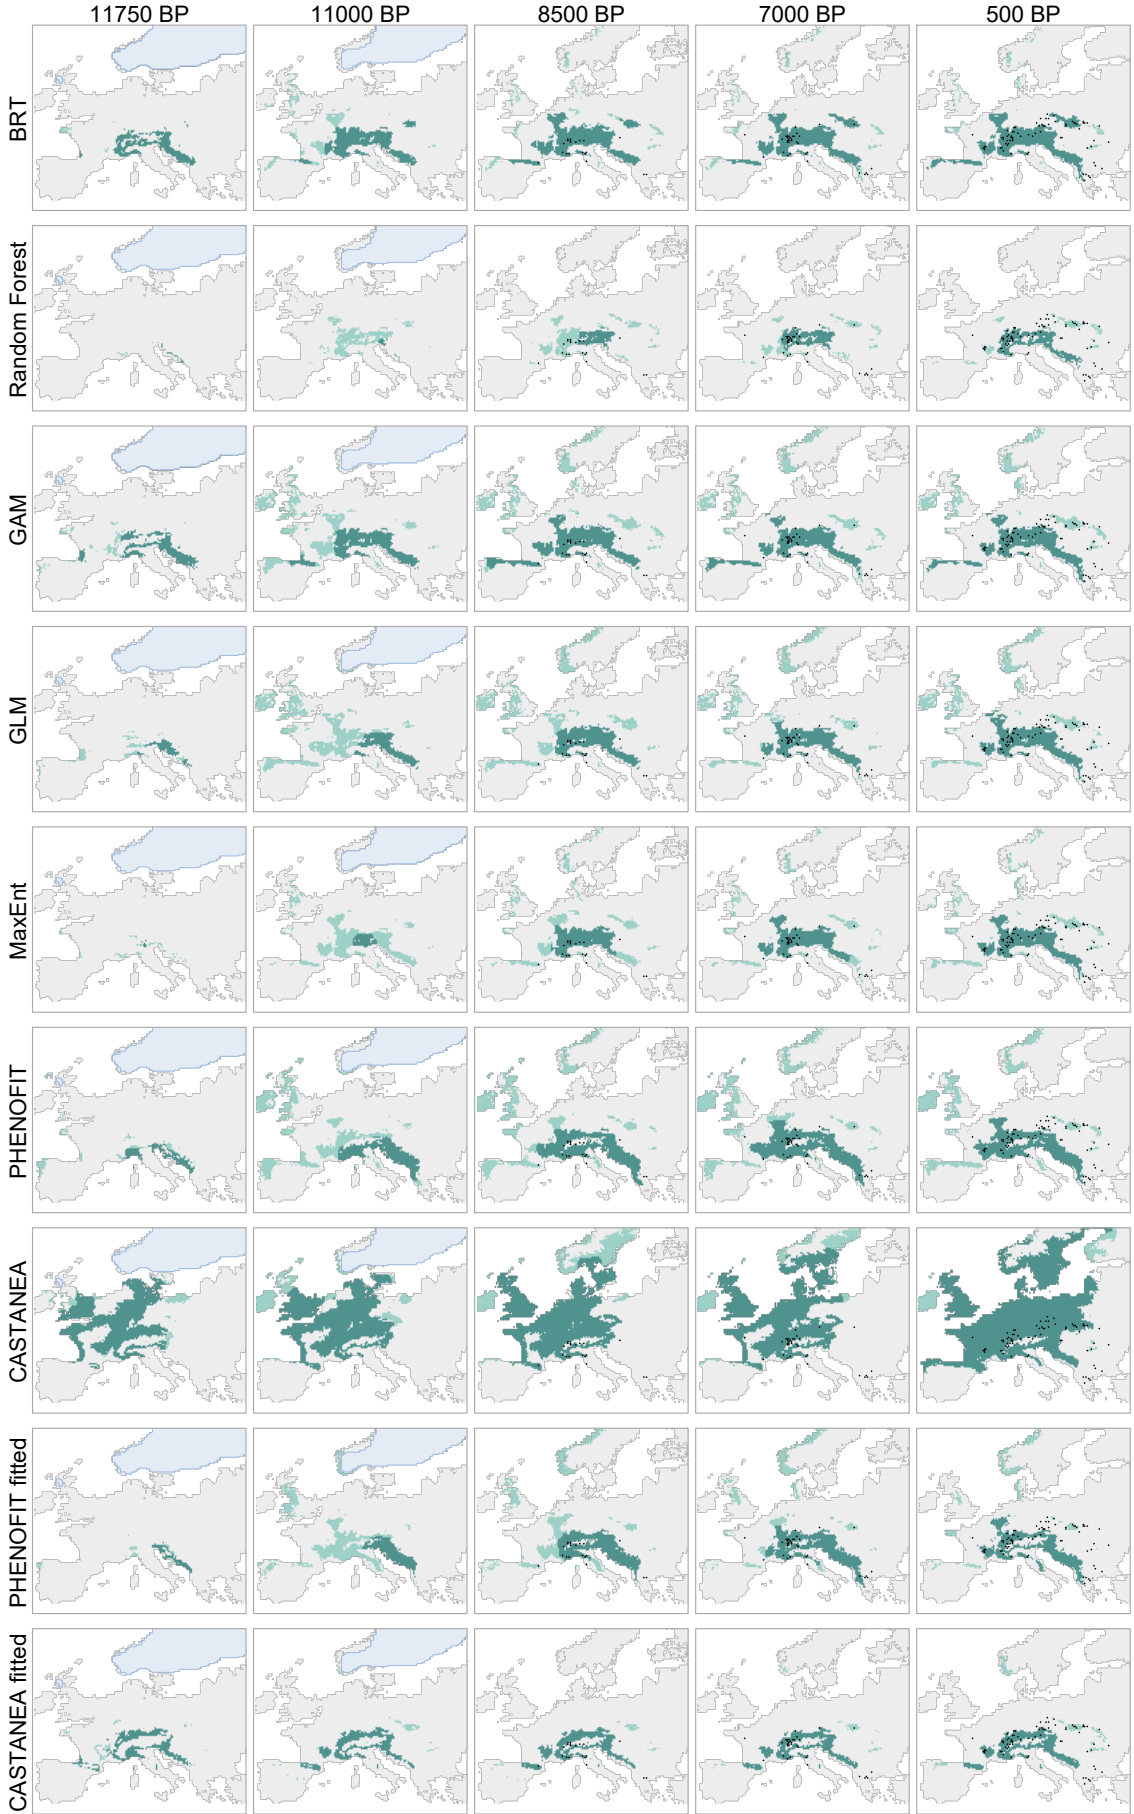 11750 BP 11000 BP 8500 BP 7000 BP 500 BP
BRT
Random Forest
GAM
GLM
MaxEnt
PHENOFIT
CASTANEA
PHENOFIT fitted
CASTANEA fitted